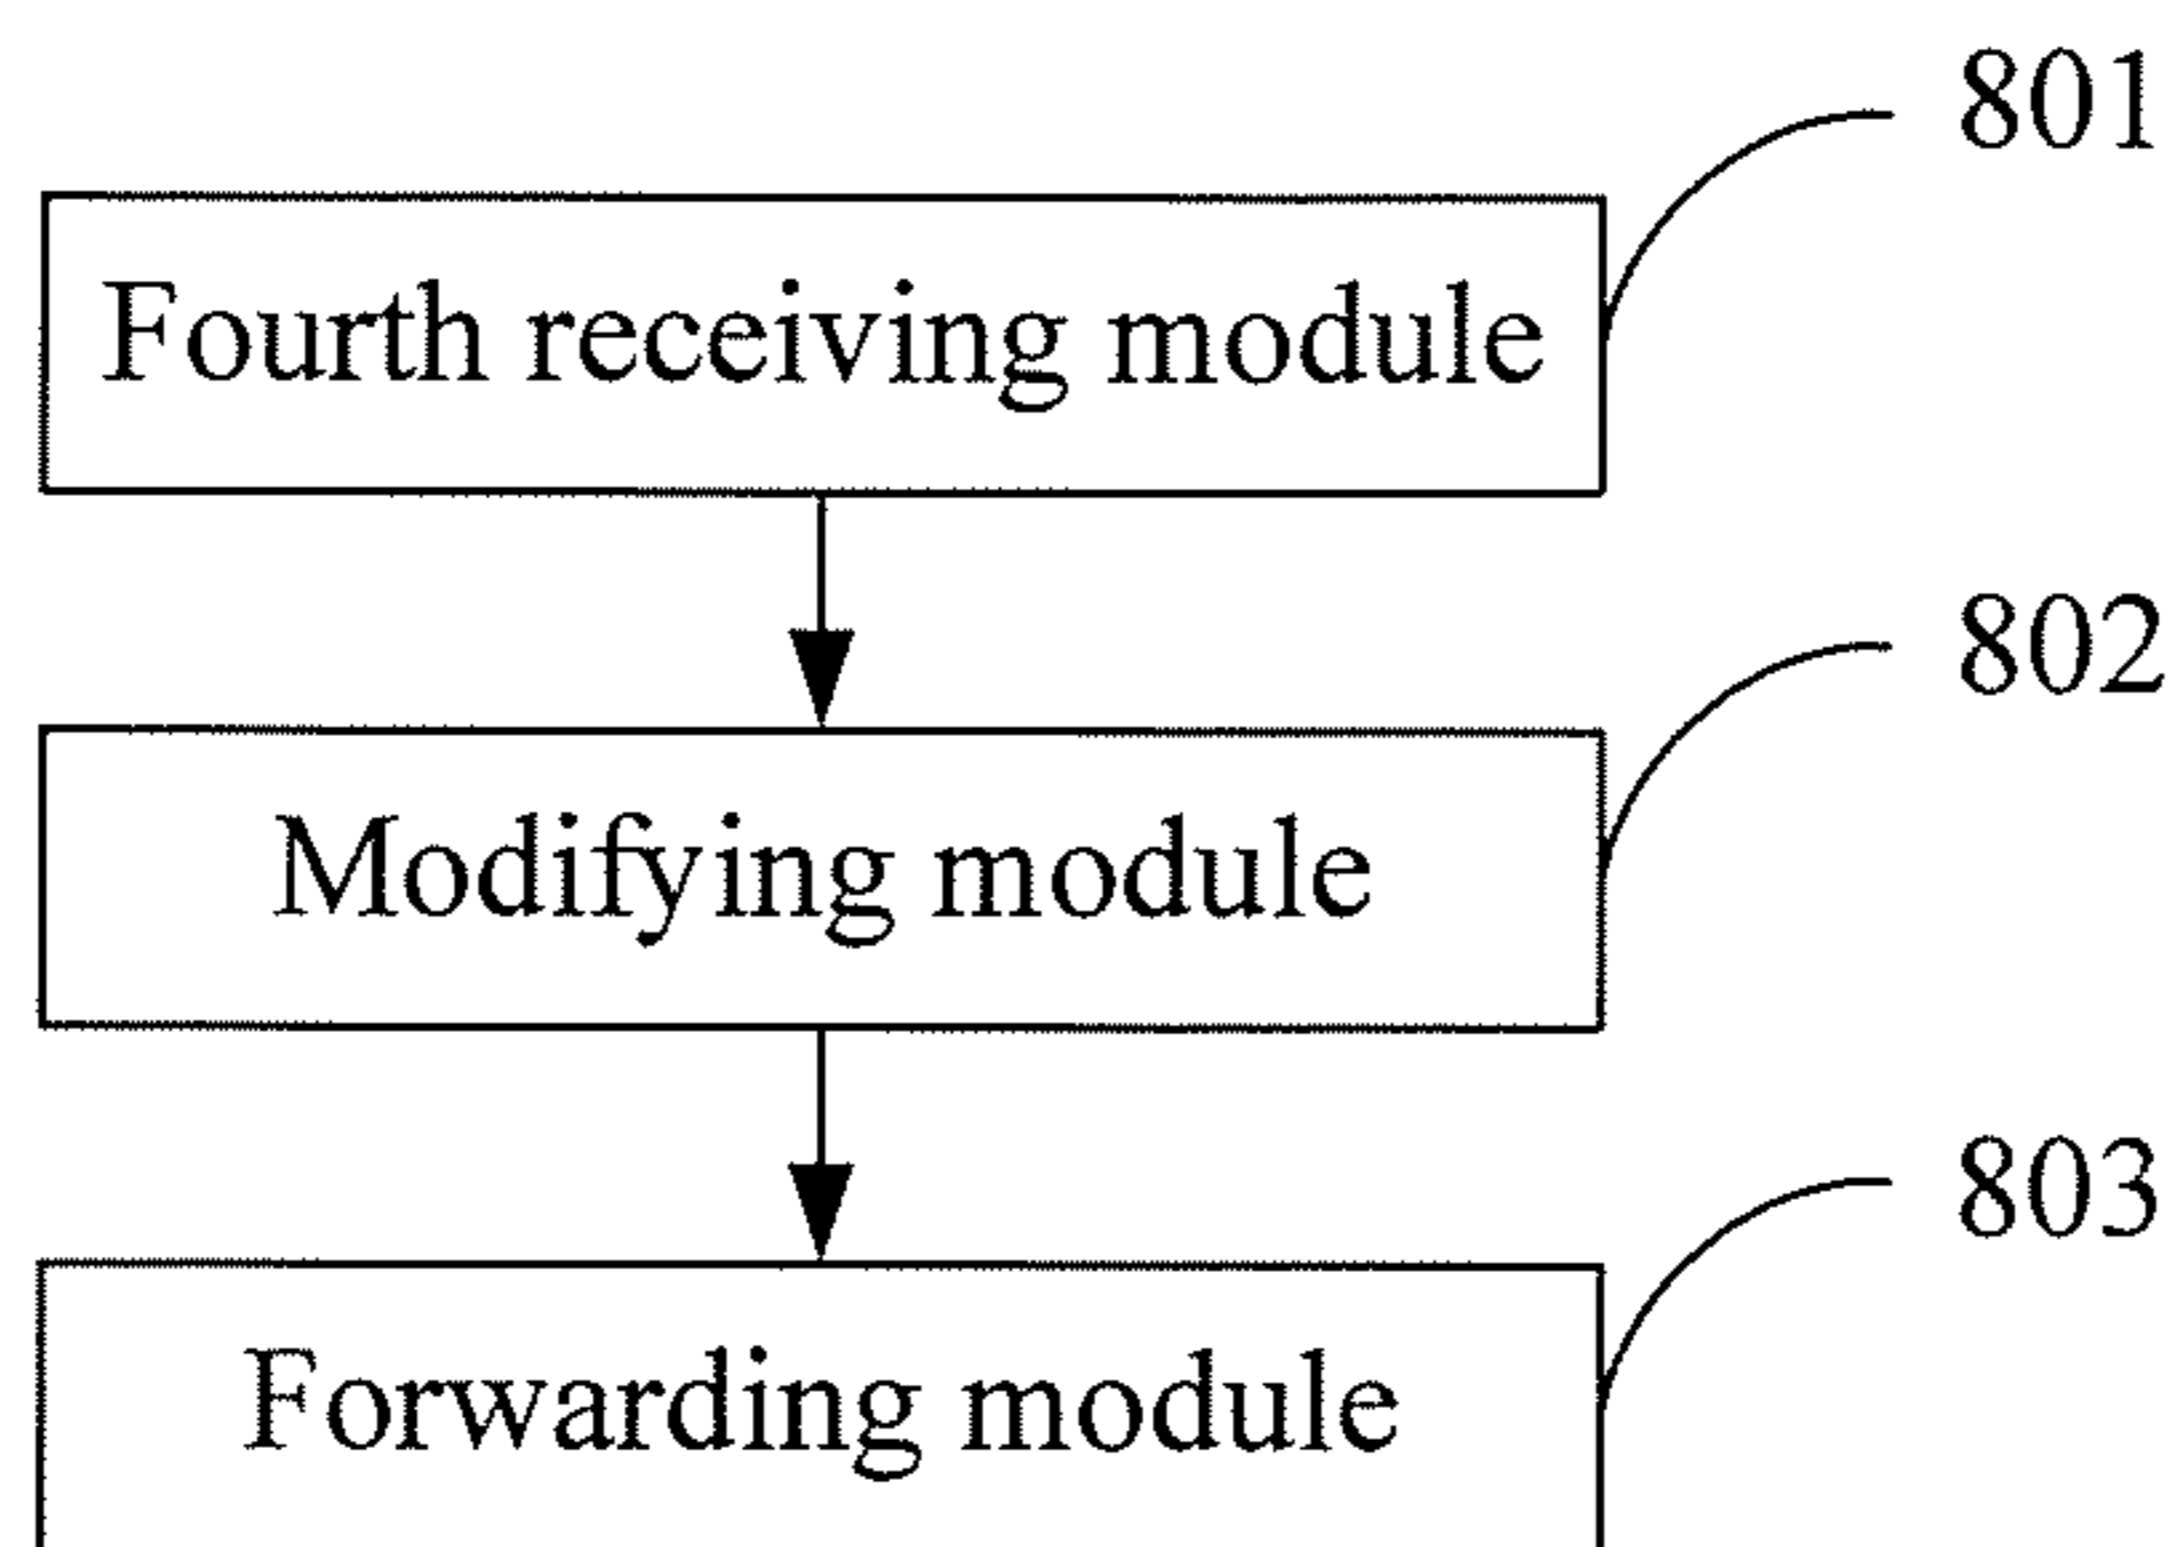 801
Fourth receiving module
802
Modifying module
803
Forwarding module